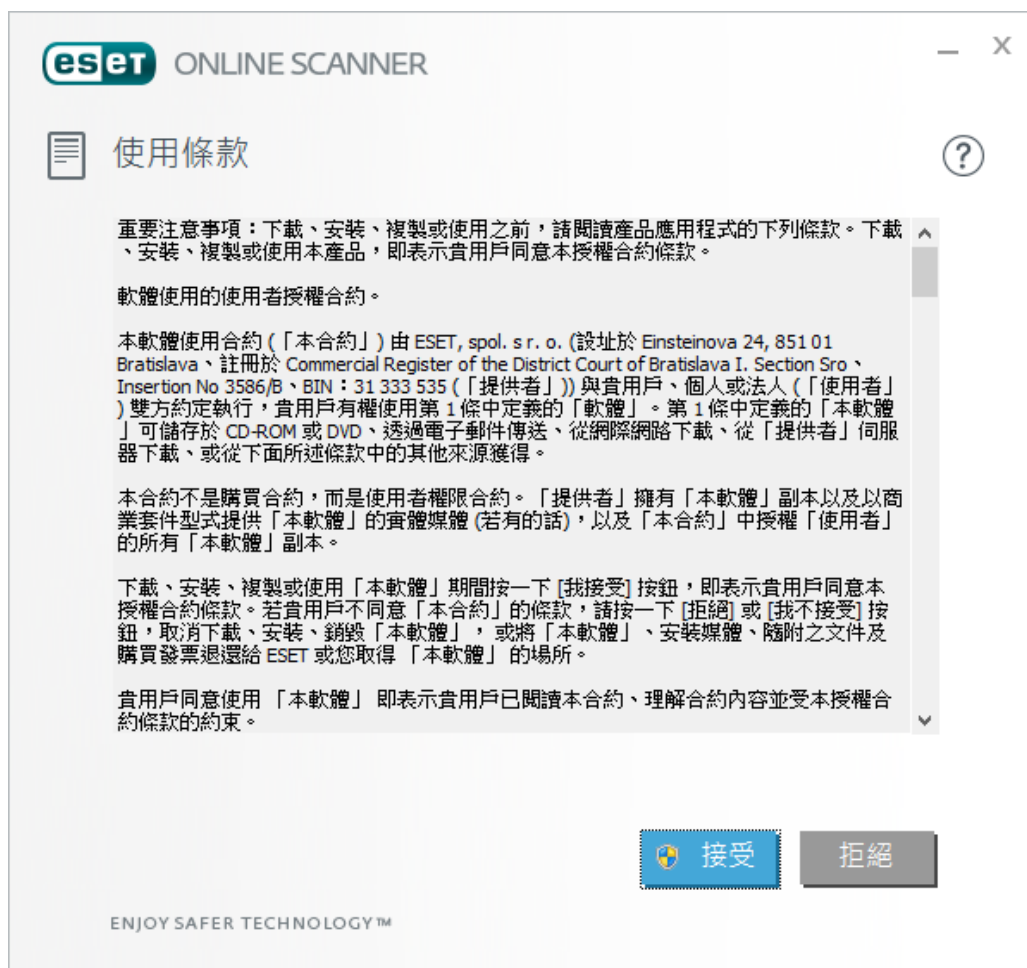 eseT ONLINE SCANNER
使用條款
重要注意事項：下載、安裝、複製或使用之前，請閱讀產品應用程式的下列條款。下載
、安裝、複製或使用本產品，即表示貴用戶同意本授權合約條款。
軟體使用的使用者授權合約。
本軟體使用合約 (「本合約」) 由 ESET, spol. s r. o. (設址於 Einsteinova 24, 851 01
Bratislava、註冊於 Commercial Register of the District Court of Bratislava I. Section Sro、
Insertion No 3586/B、BIN：31 333 535 (「提供者」)) 與貴用戶、個人或法人 (「使用者」
) 雙方約定執行，貴用戶有權使用第 1 條中定義的「軟體」。第 1 條中定義的「本軟體
」可儲存於 CD-ROM 或 DVD、透過電子郵件傳送、從網際網路下載、從「提供者」伺服
器下載、或從下面所述條款中的其他來源獲得。
本合約不是購買合約，而是使用者權限合約。「提供者」擁有「本軟體」副本以及以商
業套件型式提供「本軟體」的實體媒體 (若有的話)，以及「本合約」中授權「使用者」
的所有「本軟體」副本。
下載、安裝、複製或使用「本軟體」期間按一下 [我接受] 按鈕，即表示貴用戶同意本
授權合約條款。若貴用戶不同意「本合約」的條款，請按一下 [拒絕] 或 [我不接受] 按
鈕，取消下載、安裝、銷毀「本軟體」， 或將「本軟體」、安裝媒體、隨附之文件及
購買發票退還給 ESET 或您取得 「本軟體」 的場所。
貴用戶同意使用 「本軟體」 即表示貴用戶已閱讀本合約、理解合約內容並受本授權合
約條款的約束。
接受
拒絕
ENJOY SAFER TECHNOLOGY™